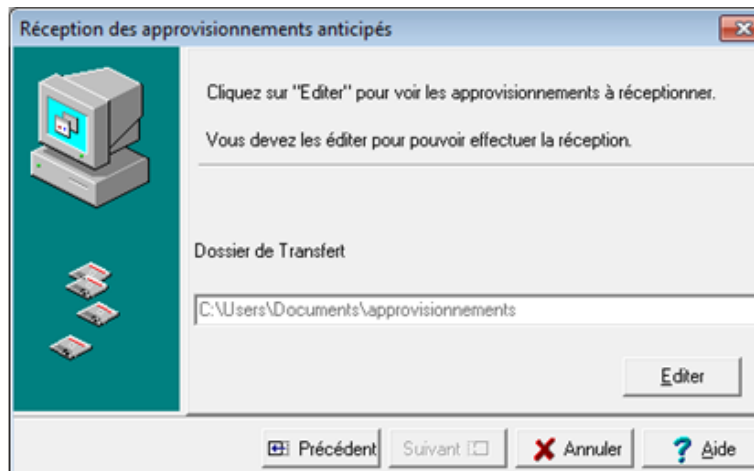 Réception des approvisionnements anticipés
Cliquez sur "Editer" pour voir les approvisionnements à réceptionner.
Vous devez les éditer pour pouvoir effectuer la réception.
Dossier de Transfert
C:\Users\Documents\approvisionnements
Editer
Précédent Suivant Annuler Aide